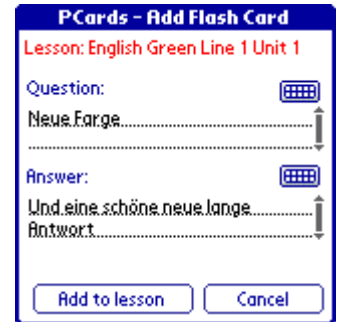 PCards - Add Flash Card
Lesson: English Green Line 1 Unit 1
Question:
Neue Farge
Answer:
Und eine schöne neue lange
Antwort
Add to lesson Cancel